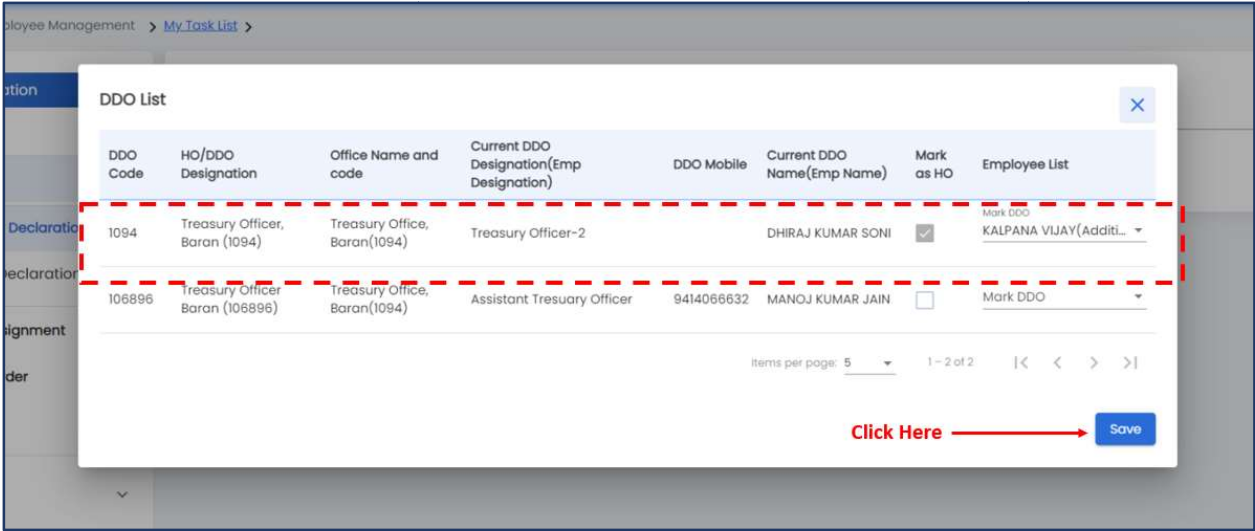 ployee Management > My Task List >
ation
DDO List
DDO Code
HO/DDO Designation
Office Name and code
Current DDO Designation(Emp Designation)
DDO Mobile
Current DDO Name(Emp Name)
Mark as HO
Employee List
Declaratio
1094
Treasury Officer, Baran (1094)
Treasury Office, Baran(1094)
Treasury Officer-2
DHIRAJ KUMAR SONI
Mark DDO
KALPANA VIJAY(Additi...
eclaration
106896
Treasury Officer Baran (106896)
Treasury Office, Baran(1094)
Assistant Tresuary Officer
9414066632
MANOJ KUMAR JAIN
Mark DDO
signment
der
Items per page: 5
1 – 2 of 2
|< < > >|
Click Here
Save